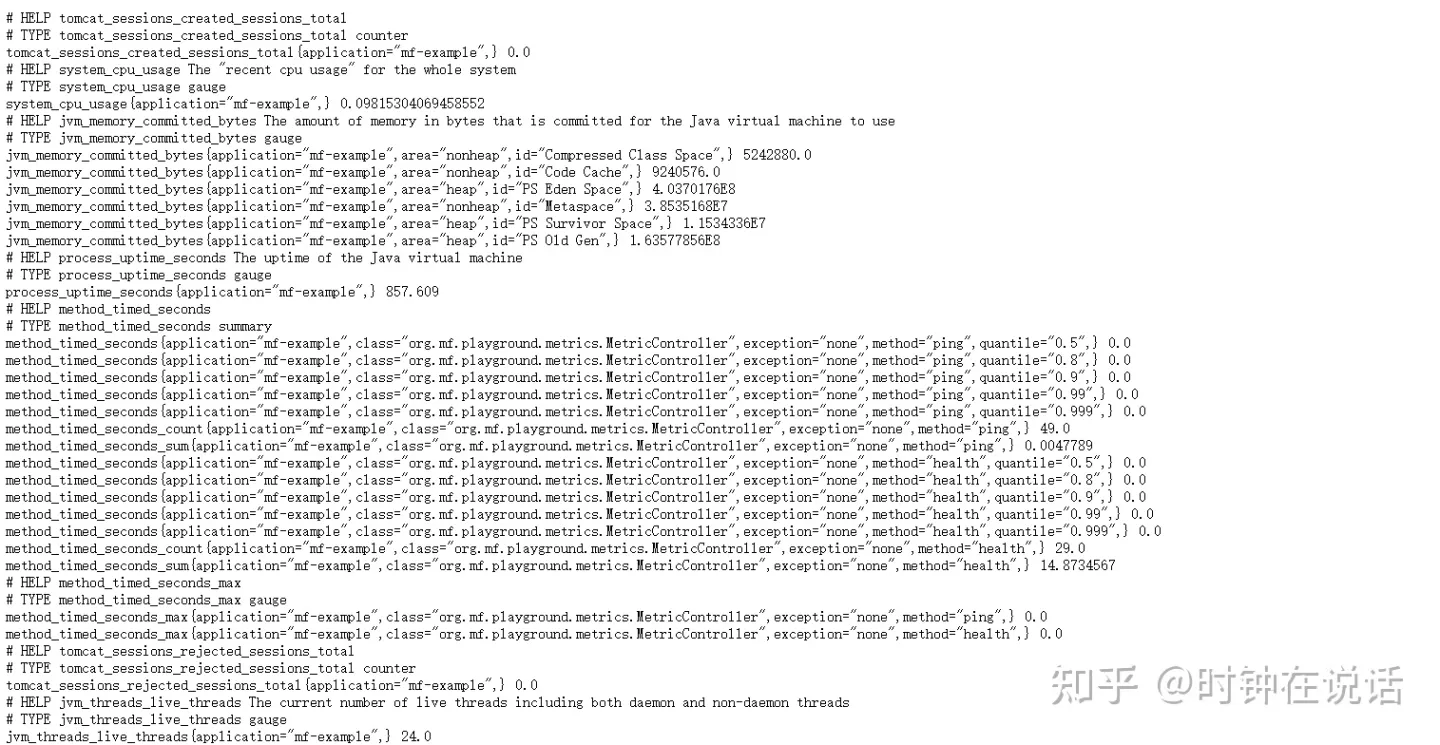 # HELP tomcat_sessions_created_sessions_total
# TYPE tomcat_sessions_created_sessions_total counter
tomcat_sessions_created_sessions_total{application="mf-example",} 0.0
# HELP system_cpu_usage The "recent cpu usage" for the whole system
# TYPE system_cpu_usage gauge
system_cpu_usage{application="mf-example",} 0.09815304069458552
# HELP jvm_memory_committed_bytes The amount of memory in bytes that is committed for the Java virtual machine to use
# TYPE jvm_memory_committed_bytes gauge
jvm_memory_committed_bytes{application="mf-example",area="nonheap",id="Compressed Class Space",} 5242880.0
jvm_memory_committed_bytes{application="mf-example",area="nonheap",id="Code Cache",} 9240576.0
jvm_memory_committed_bytes{application="mf-example",area="heap",id="PS Eden Space",} 4.0370176E8
jvm_memory_committed_bytes{application="mf-example",area="nonheap",id="Metaspace",} 3.8535168E7
jvm_memory_committed_bytes{application="mf-example",area="heap",id="PS Survivor Space",} 1.1534336E7
jvm_memory_committed_bytes{application="mf-example",area="heap",id="PS Old Gen",} 1.63577856E8
# HELP process_uptime_seconds The uptime of the Java virtual machine
# TYPE process_uptime_seconds gauge
process_uptime_seconds{application="mf-example",} 857.609
# HELP method_timed_seconds
# TYPE method_timed_seconds summary
method_timed_seconds{application="mf-example",class="org.mf.playground.metrics.MetricController",exception="none",method="ping",quantile="0.5",} 0.0
method_timed_seconds{application="mf-example",class="org.mf.playground.metrics.MetricController",exception="none",method="ping",quantile="0.8",} 0.0
method_timed_seconds{application="mf-example",class="org.mf.playground.metrics.MetricController",exception="none",method="ping",quantile="0.9",} 0.0
method_timed_seconds{application="mf-example",class="org.mf.playground.metrics.MetricController",exception="none",method="ping",quantile="0.99",} 0.0
method_timed_seconds{application="mf-example",class="org.mf.playground.metrics.MetricController",exception="none",method="ping",quantile="0.999",} 0.0
method_timed_seconds_count{application="mf-example",class="org.mf.playground.metrics.MetricController",exception="none",method="ping",} 49.0
method_timed_seconds_sum{application="mf-example",class="org.mf.playground.metrics.MetricController",exception="none",method="ping",} 0.0047789
method_timed_seconds{application="mf-example",class="org.mf.playground.metrics.MetricController",exception="none",method="health",quantile="0.5",} 0.0
method_timed_seconds{application="mf-example",class="org.mf.playground.metrics.MetricController",exception="none",method="health",quantile="0.8",} 0.0
method_timed_seconds{application="mf-example",class="org.mf.playground.metrics.MetricController",exception="none",method="health",quantile="0.9",} 0.0
method_timed_seconds{application="mf-example",class="org.mf.playground.metrics.MetricController",exception="none",method="health",quantile="0.99",} 0.0
method_timed_seconds{application="mf-example",class="org.mf.playground.metrics.MetricController",exception="none",method="health",quantile="0.999",} 0.0
method_timed_seconds_count{application="mf-example",class="org.mf.playground.metrics.MetricController",exception="none",method="health",} 29.0
method_timed_seconds_sum{application="mf-example",class="org.mf.playground.metrics.MetricController",exception="none",method="health",} 14.8734567
# HELP method_timed_seconds_max
# TYPE method_timed_seconds_max gauge
method_timed_seconds_max{application="mf-example",class="org.mf.playground.metrics.MetricController",exception="none",method="ping",} 0.0
method_timed_seconds_max{application="mf-example",class="org.mf.playground.metrics.MetricController",exception="none",method="health",} 0.0
# HELP tomcat_sessions_rejected_sessions_total
# TYPE tomcat_sessions_rejected_sessions_total counter
tomcat_sessions_rejected_sessions_total{application="mf-example",} 0.0
# HELP jvm_threads_live_threads The current number of live threads including both daemon and non-daemon threads
# TYPE jvm_threads_live_threads gauge
jvm_threads_live_threads{application="mf-example",} 24.0
知乎 @时钟在说话